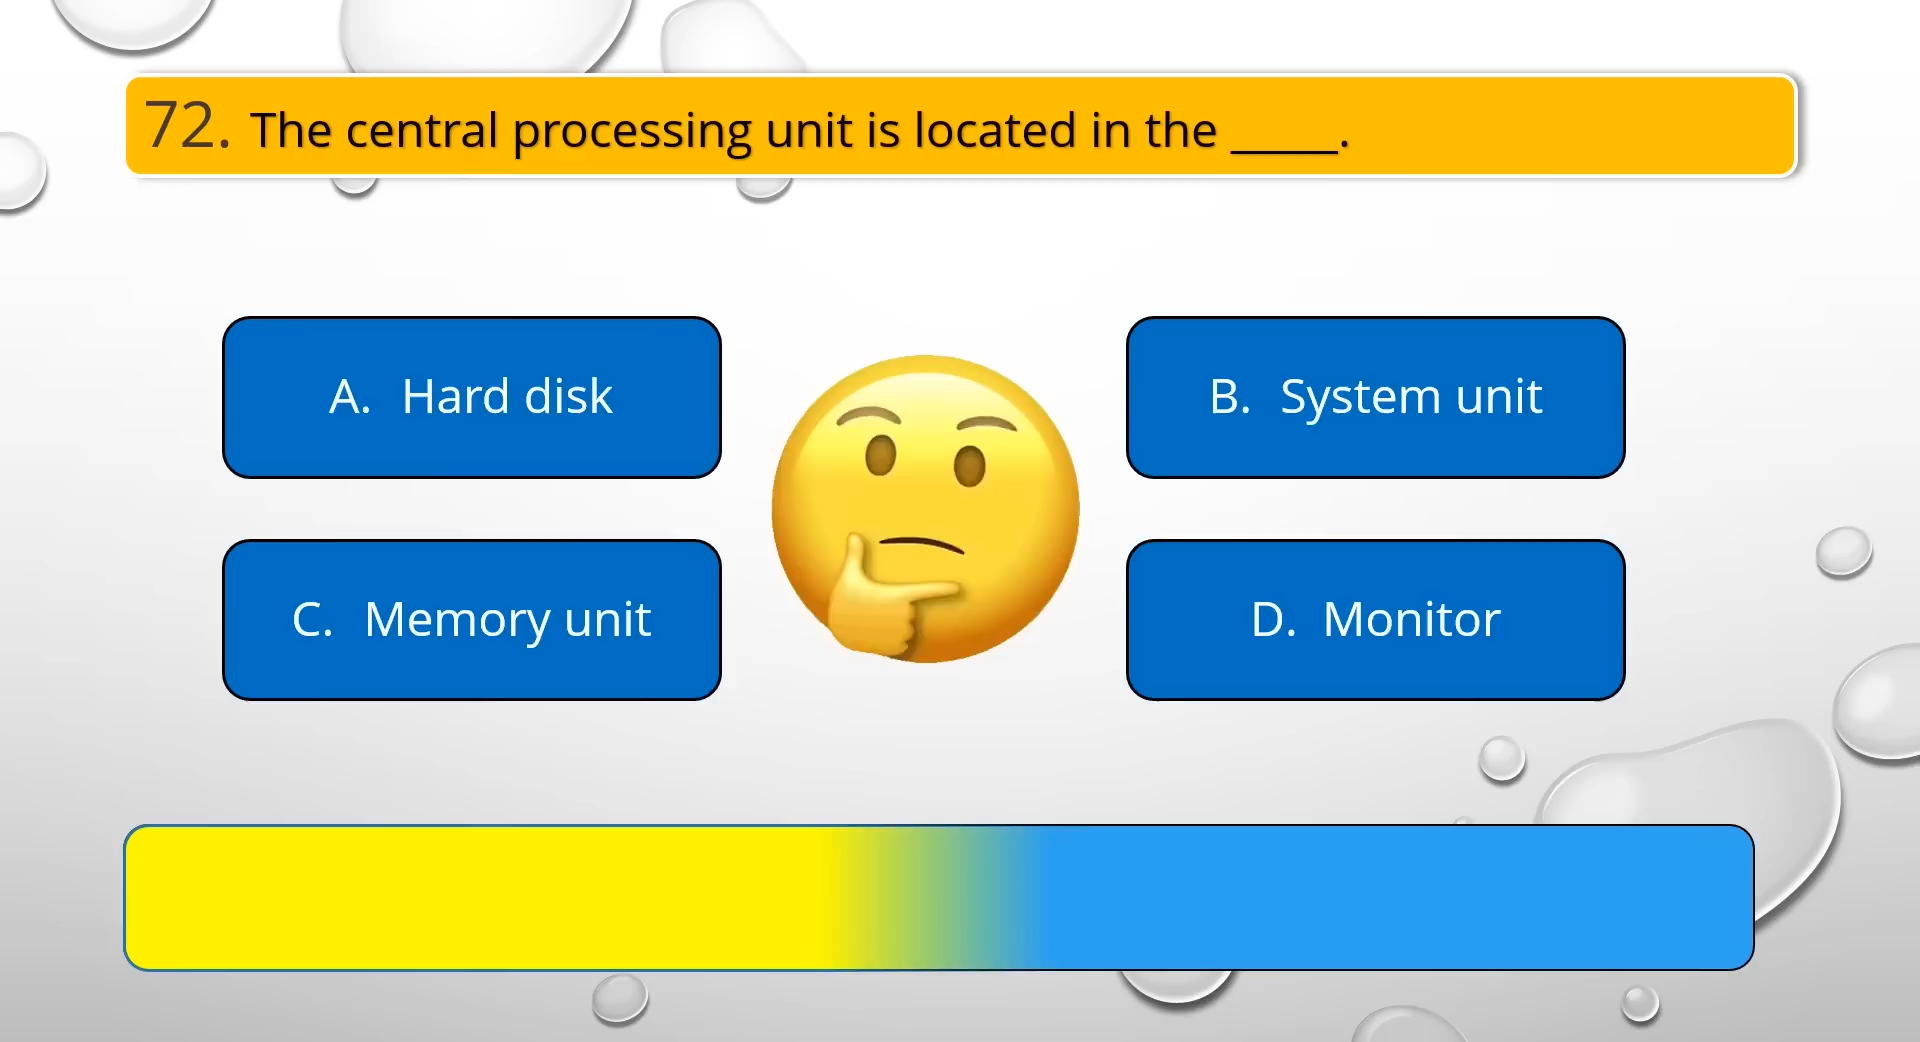 72. The central processing unit is located in the _____.
A. Hard disk
B. System unit
C. Memory unit
D. Monitor